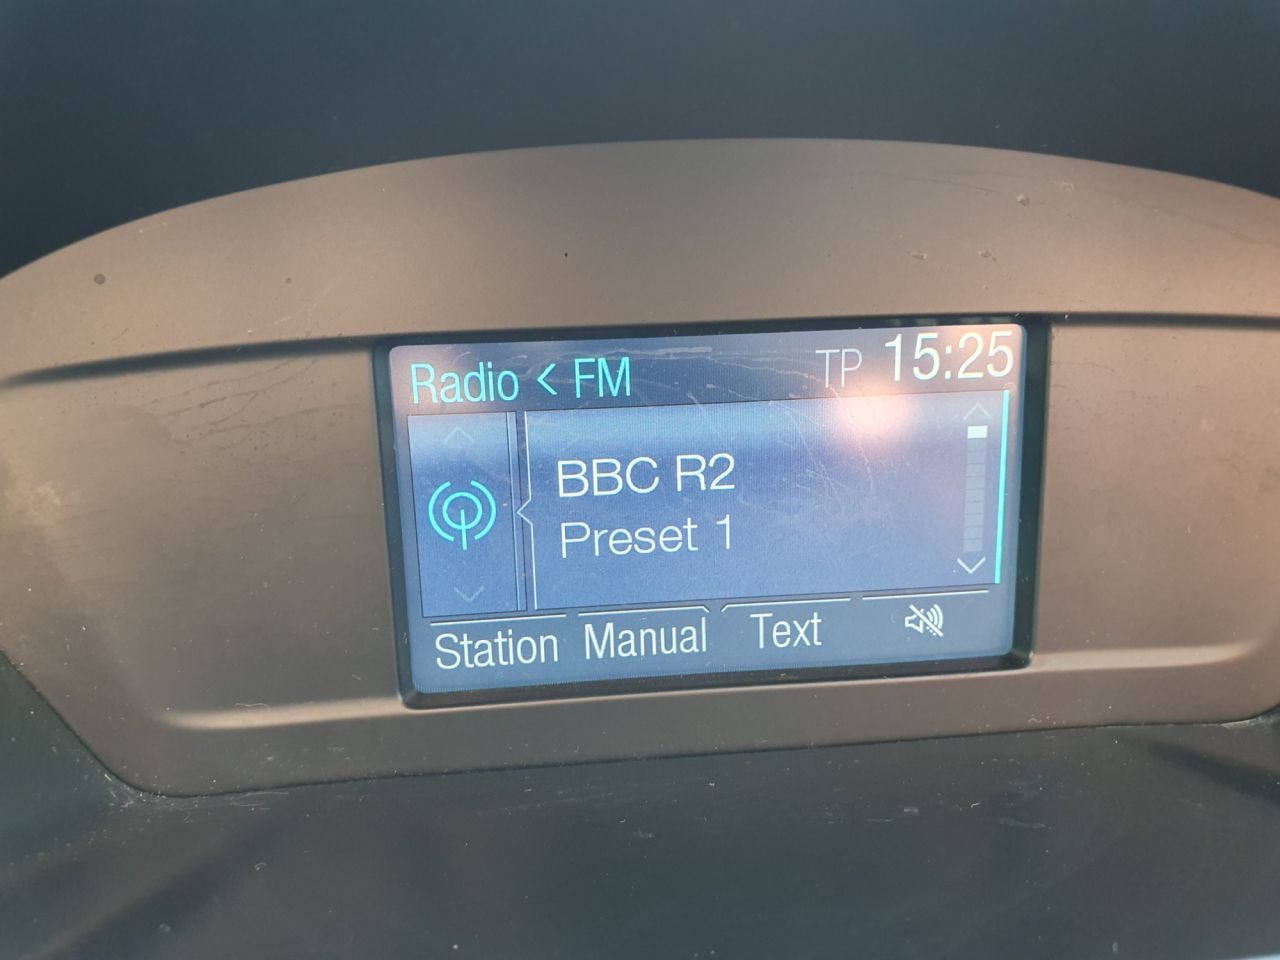 Radio < FM TP 15:25
BBC R2
Preset 1
Station Manual Text